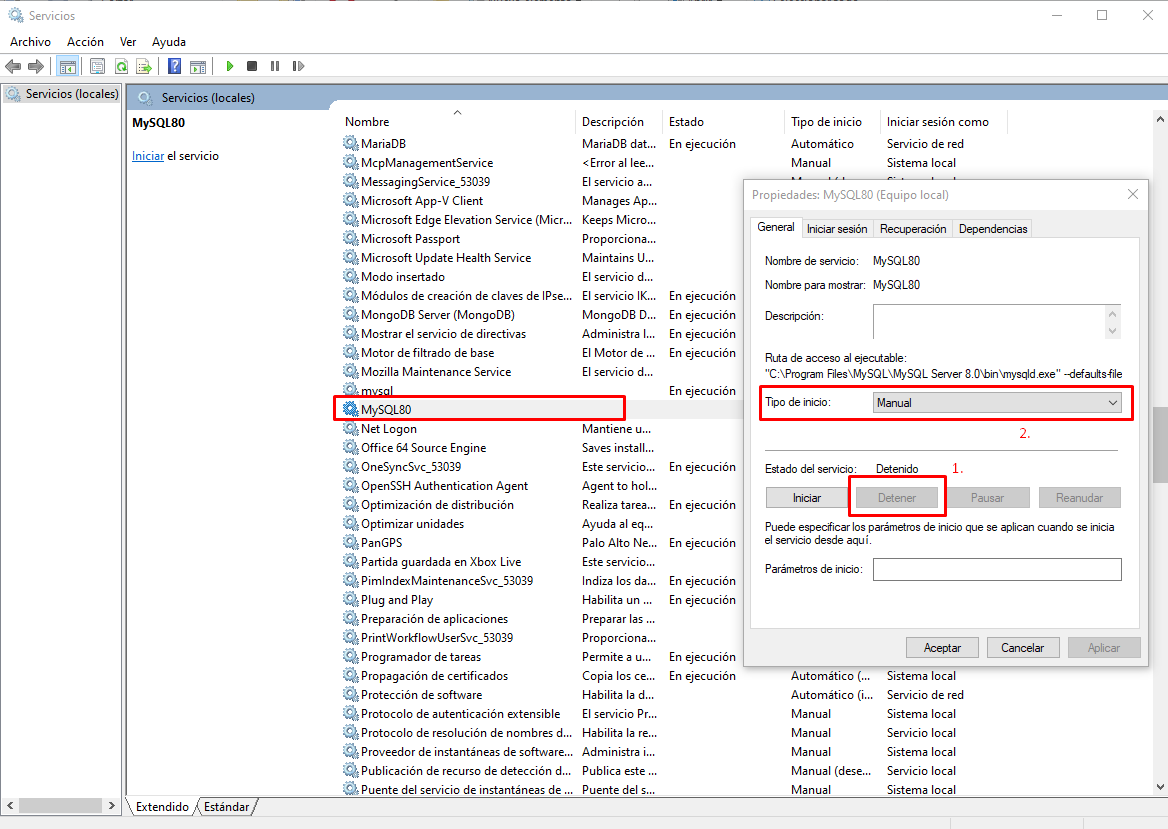 Servicios
Archivo Acción Ver Ayuda
Servicios (locales)
Servicios (locales)
MySQL80
Iniciar el servicio
Nombre Descripción Estado Tipo de inicio Iniciar sesión como
MariaDB MariaDB dat... En ejecución Automático Servicio de red
McpManagementService <Error al lee... Manual Sistema local
MessagingService_53039 El servicio a...
Microsoft App-V Client Manages Ap...
Microsoft Edge Elevation Service (Micr... Keeps Micro...
Microsoft Passport Proporciona...
Microsoft Update Health Service Maintains U...
Modo insertado El servicio d...
Módulos de creación de claves de IPse... El servicio IK... En ejecución
MongoDB Server (MongoDB) MongoDB D... En ejecución
Mostrar el servicio de directivas Administra l... En ejecución
Motor de filtrado de base El Motor de ... En ejecución
Mozilla Maintenance Service El servicio d...
mysql En ejecución
MySQL80
Net Logon Mantiene u...
Office 64 Source Engine Saves install...
OneSyncSvc_53039 Este servicio... En ejecución
OpenSSH Authentication Agent Agent to hol...
Optimización de distribución Realiza tarea... En ejecución
Optimizar unidades Ayuda al eq...
PanGPS Palo Alto Ne... En ejecución
Partida guardada en Xbox Live Este servicio...
PimIndexMaintenanceSvc_53039 Indiza los da... En ejecución
Plug and Play Habilita un ... En ejecución
Preparación de aplicaciones Preparar las ...
PrintWorkflowUserSvc_53039 Proporciona...
Programador de tareas Permite a u... En ejecución
Propagación de certificados Copia los ce... En ejecución Automático (... Sistema local
Protección de software Habilita la d... Automático (i... Servicio de red
Protocolo de autenticación extensible El servicio Pr... Manual Sistema local
Protocolo de resolución de nombres d... Habilita la re... Manual Servicio local
Proveedor de instantáneas de software... Administra i... Manual Sistema local
Publicación de recurso de detección d... Publica este ... Manual (dese... Servicio local
Puente del servicio de instantáneas de ... Puente del s... Manual Sistema local
Extendido Estándar
Propiedades: MySQL80 (Equipo local)
General Iniciar sesión Recuperación Dependencias
Nombre de servicio: MySQL80
Nombre para mostrar: MySQL80
Descripción:
Ruta de acceso al ejecutable:
"C:\Program Files\MySQL\MySQL Server 8.0\bin\mysqld.exe" --defaults-file
Tipo de inicio: Manual
2.
Estado del servicio: Detenido 1.
Iniciar Detener Pausar Reanudar
Puede especificar los parámetros de inicio que se aplican cuando se inicia
el servicio desde aquí.
Parámetros de inicio:
Aceptar Cancelar Aplicar